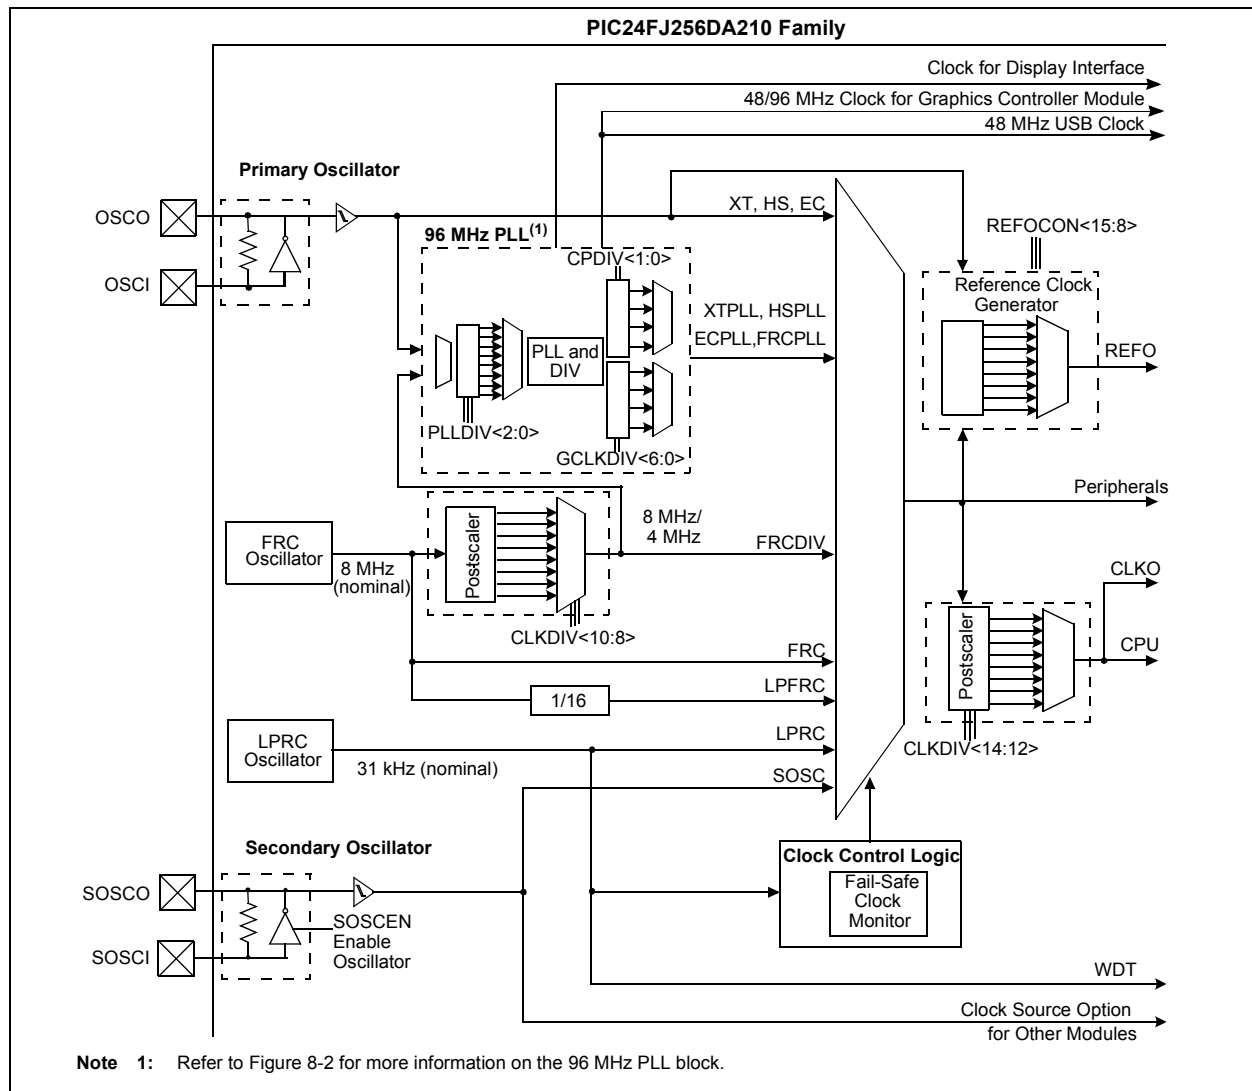 PIC24FJ256DA210 Family
Clock for Display Interface
48/96 MHz Clock for Graphics Controller Module
48 MHz USB Clock
Primary Oscillator
OSCO
OSCI
XT, HS, EC
96 MHz PLL(1)
CPDIV<1:0>
REFOCON<15:8>
Reference Clock
Generator
XTPLL, HSPLL
ECPLL,FRCPLL
PLL and
DIV
REFO
PLLDIV<2:0>
GCLKDIV<6:0>
Peripherals
FRC
Oscillator
8 MHz
(nominal)
Postscaler
8 MHz/
4 MHz
FRCDIV
CLKDIV<10:8>
CLKO
CPU
Postscaler
CLKDIV<14:12>
FRC
1/16
LPFRC
LPRC
Oscillator
31 kHz (nominal)
LPRC
SOSC
Secondary Oscillator
SOSCO
SOSCI
SOSCEN
Enable
Oscillator
Clock Control Logic
Fail-Safe
Clock
Monitor
WDT
Clock Source Option
for Other Modules
Note 1: Refer to Figure 8-2 for more information on the 96 MHz PLL block.